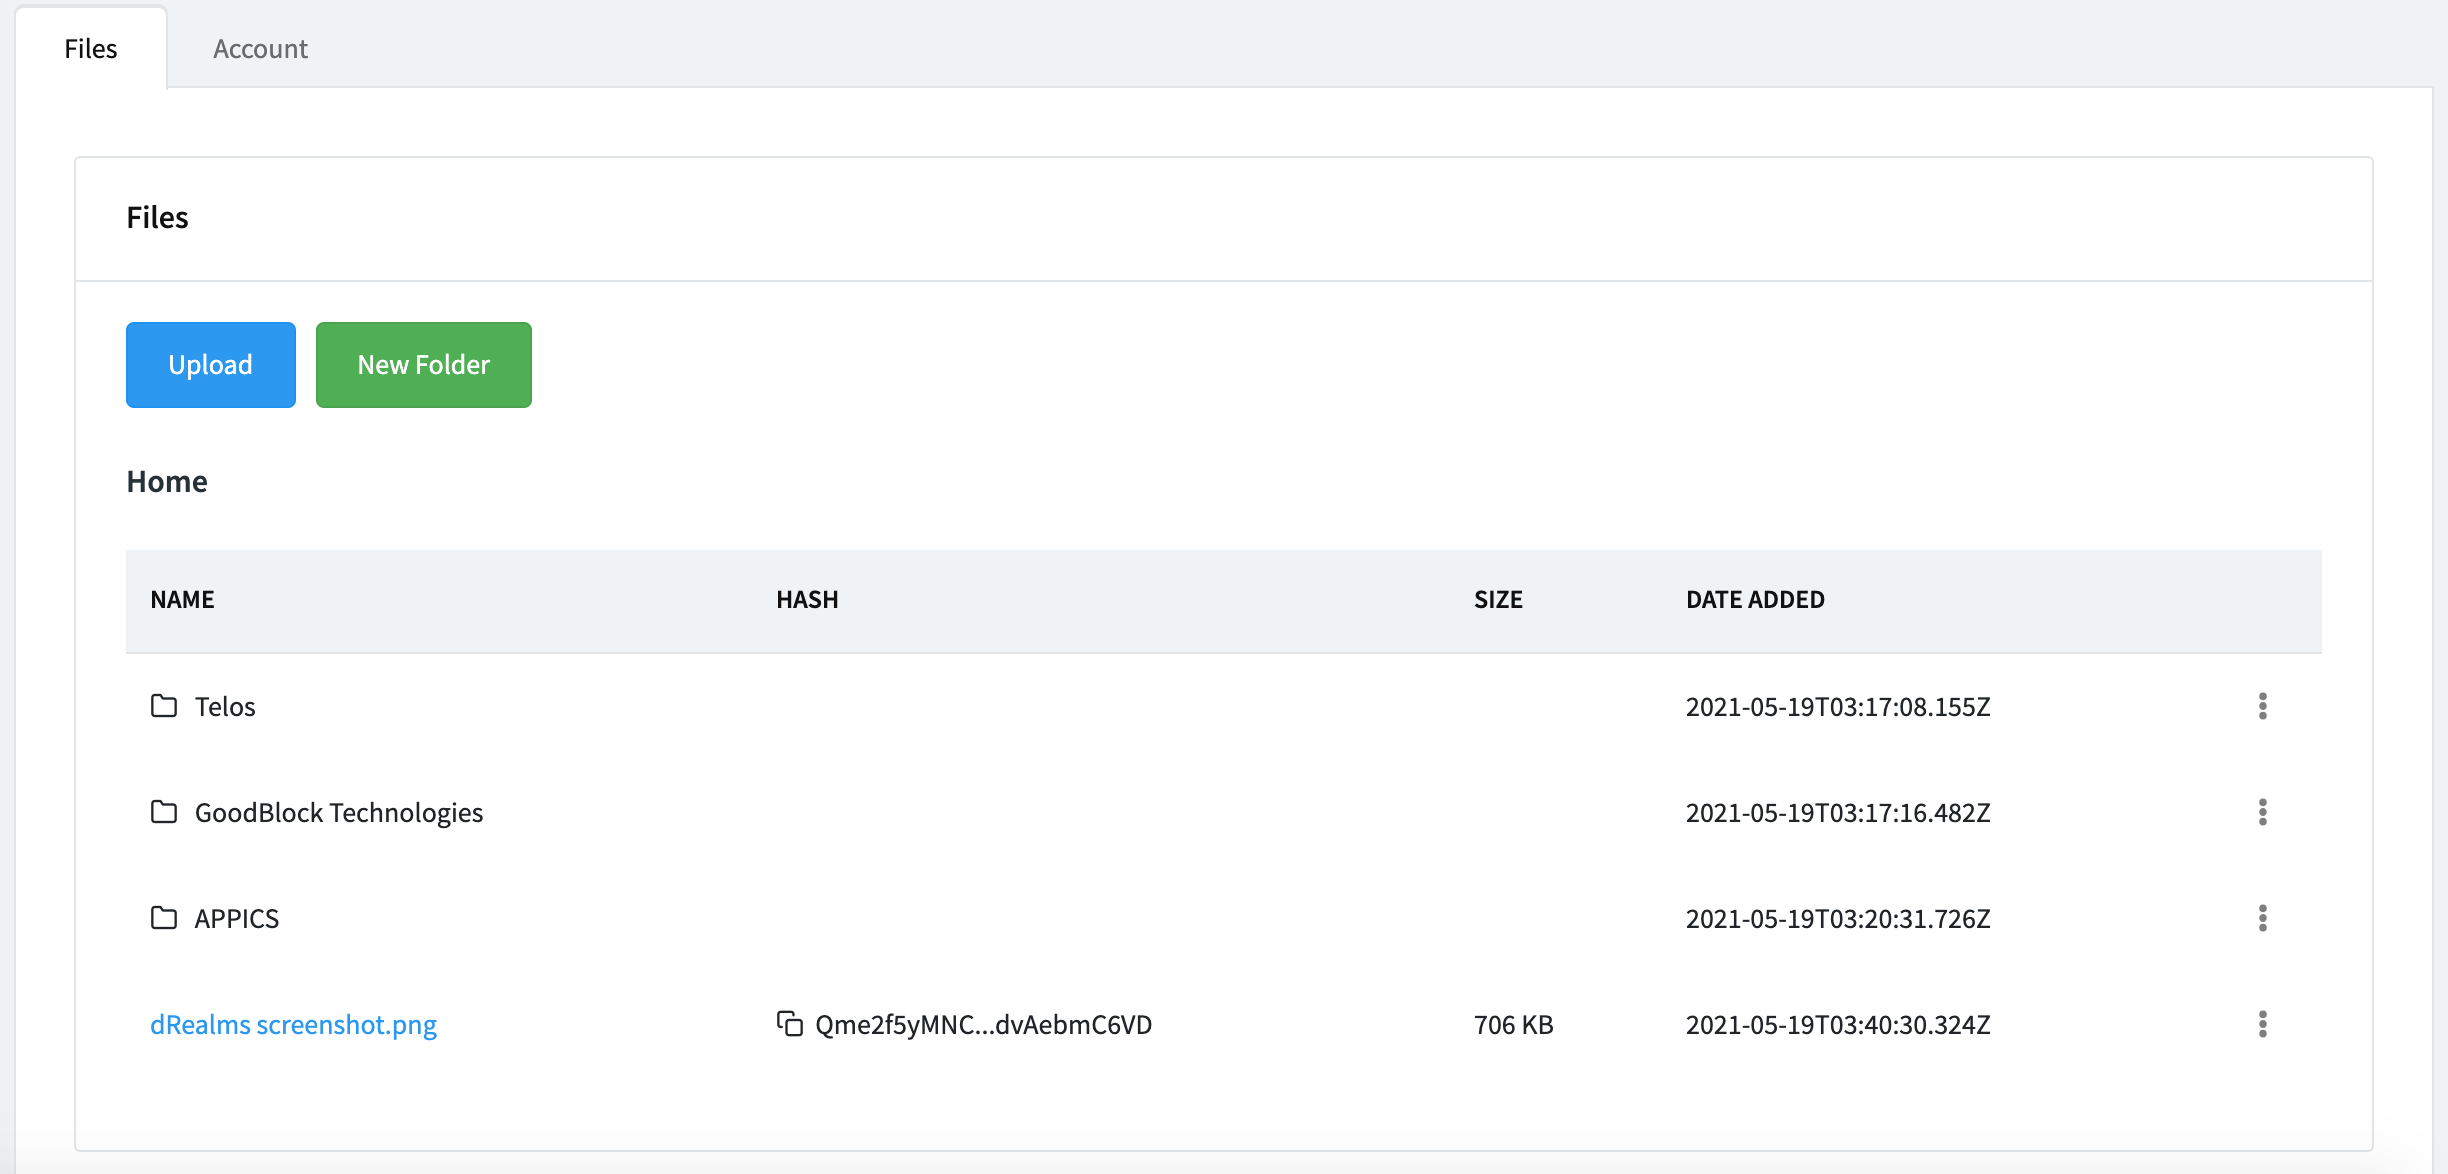 Files Account
Files
Upload New Folder
Home
NAME HASH SIZE DATE ADDED
Telos 2021-05-19T03:17:08.155Z
GoodBlock Technologies 2021-05-19T03:17:16.482Z
APPICS 2021-05-19T03:20:31.726Z
dRealms screenshot.png Qme2f5yMNC...dvAebmC6VD 706 KB 2021-05-19T03:40:30.324Z